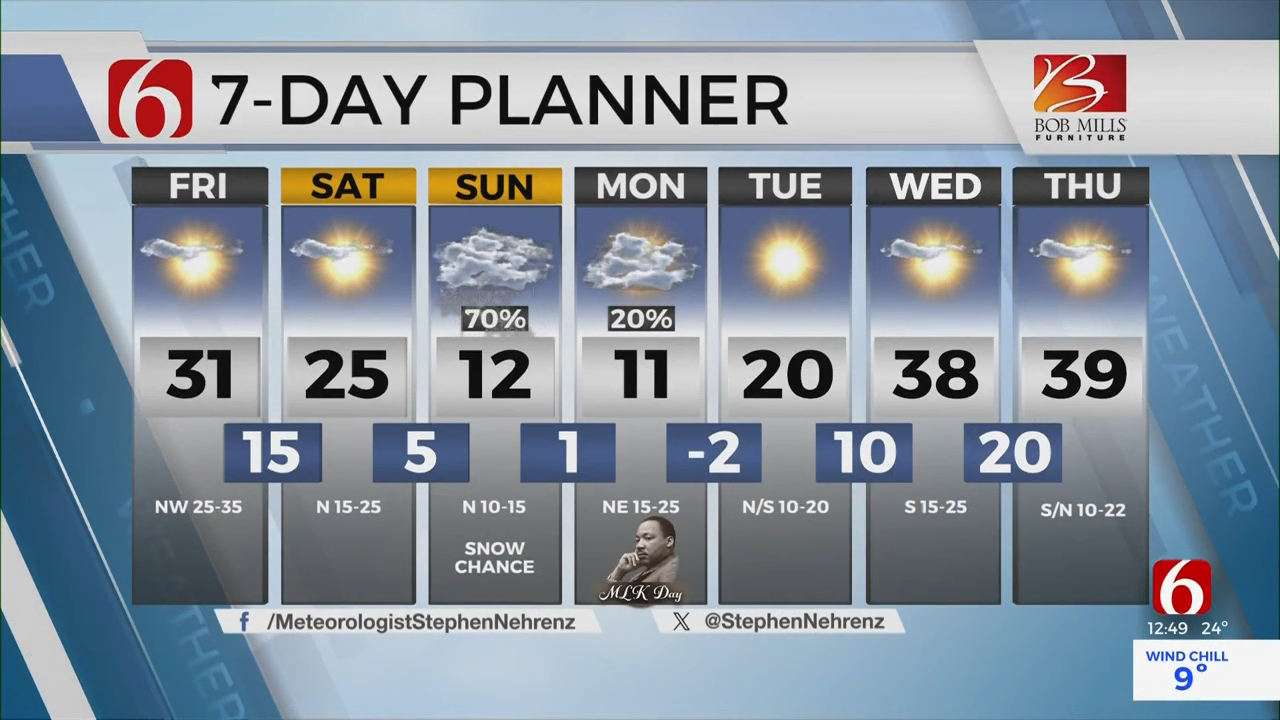 6 7-DAY PLANNER
BOB MILLS
FURNITURE
FRI SAT SUN MON TUE WED THU
70% 20%
31 25 12 11 20 38 39
15 5 1 -2 10 20
NW 25-35 N 15-25 N 10-15 NE 15-25 N/S 10-20 S 15-25 S/N 10-22
SNOW
CHANCE
MLK Day
f /MeteorologistStephenNehrenz X @StephenNehrenz
6
12:49 24°
WIND CHILL
9°
WEATHER